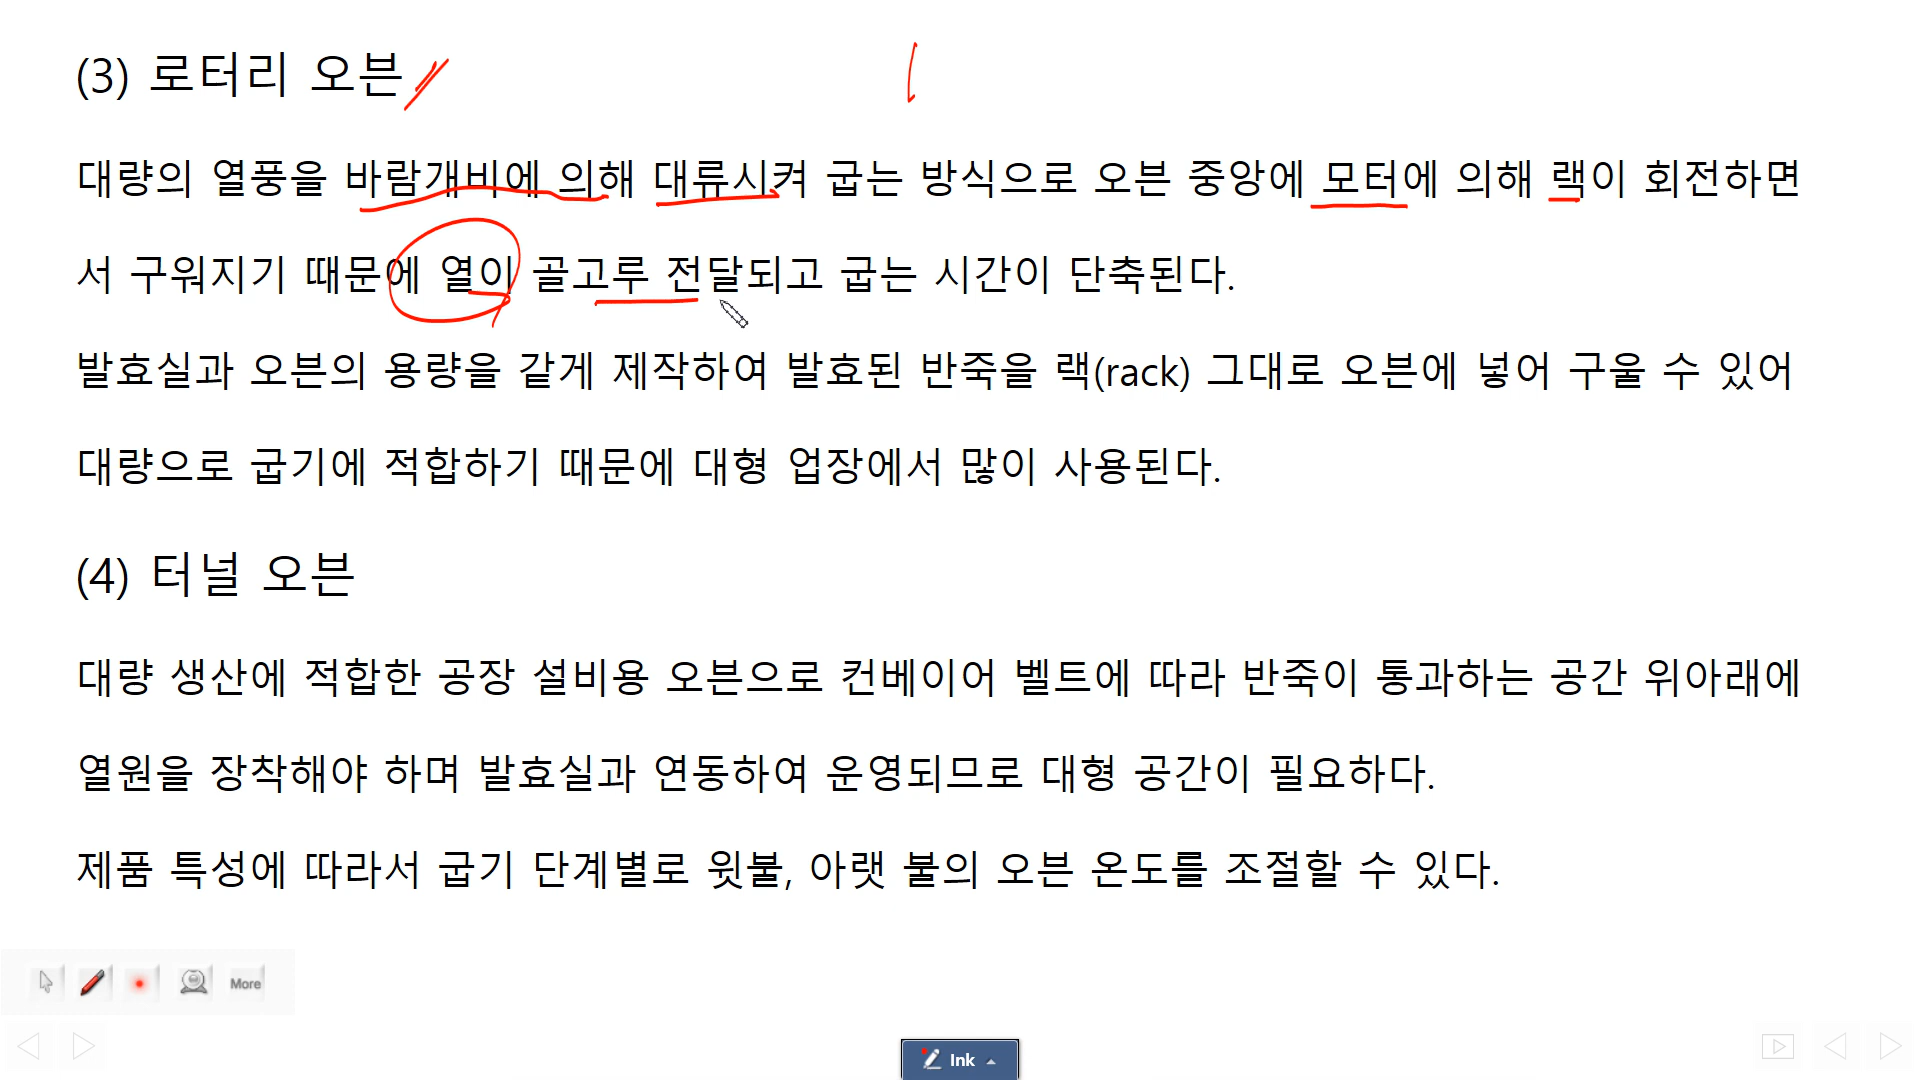 (3) 로터리 오븐
대량의 열풍을 바람개비에 의해 대류시켜 굽는 방식으로 오븐 중앙에 모터에 의해 랙이 회전하면
서 구워지기 때문에 열이 골고루 전달되고 굽는 시간이 단축된다.
발효실과 오븐의 용량을 같게 제작하여 발효된 반죽을 랙(rack) 그대로 오븐에 넣어 구울 수 있어
대량으로 굽기에 적합하기 때문에 대형 업장에서 많이 사용된다.
(4) 터널 오븐
대량 생산에 적합한 공장 설비용 오븐으로 컨베이어 벨트에 따라 반죽이 통과하는 공간 위아래에
열원을 장착해야 하며 발효실과 연동하여 운영되므로 대형 공간이 필요하다.
제품 특성에 따라서 굽기 단계별로 윗불, 아랫 불의 오븐 온도를 조절할 수 있다.
More
Ink